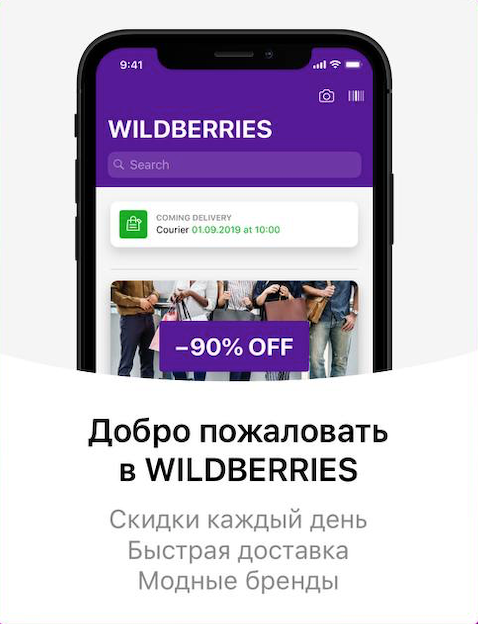 9:41
WILDBERRIES
Search
COMING DELIVERY
Courier 01.09.2019 at 10:00
−90% OFF
Добро пожаловать
в WILDBERRIES
Скидки каждый день
Быстрая доставка
Модные бренды